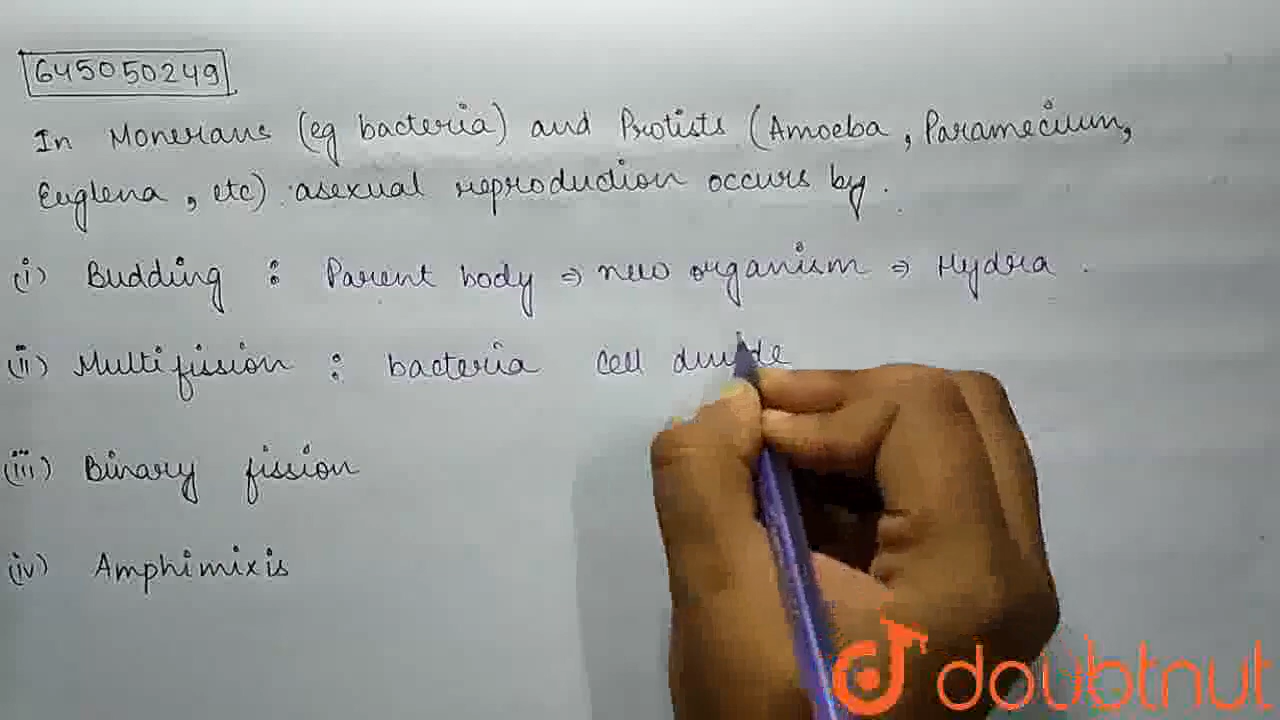 645050249
In Monerans (eg bacteria) and Protists (Amoeba, Paramecium,
Euglena, etc) asexual reproduction occurs by.
(i) Budding : Parent body ⇒ new organism ⇒ Hydra.
(ii) Multifission : bacteria cell divide
(iii) Binary fission
(iv) Amphimixis
doubtnut